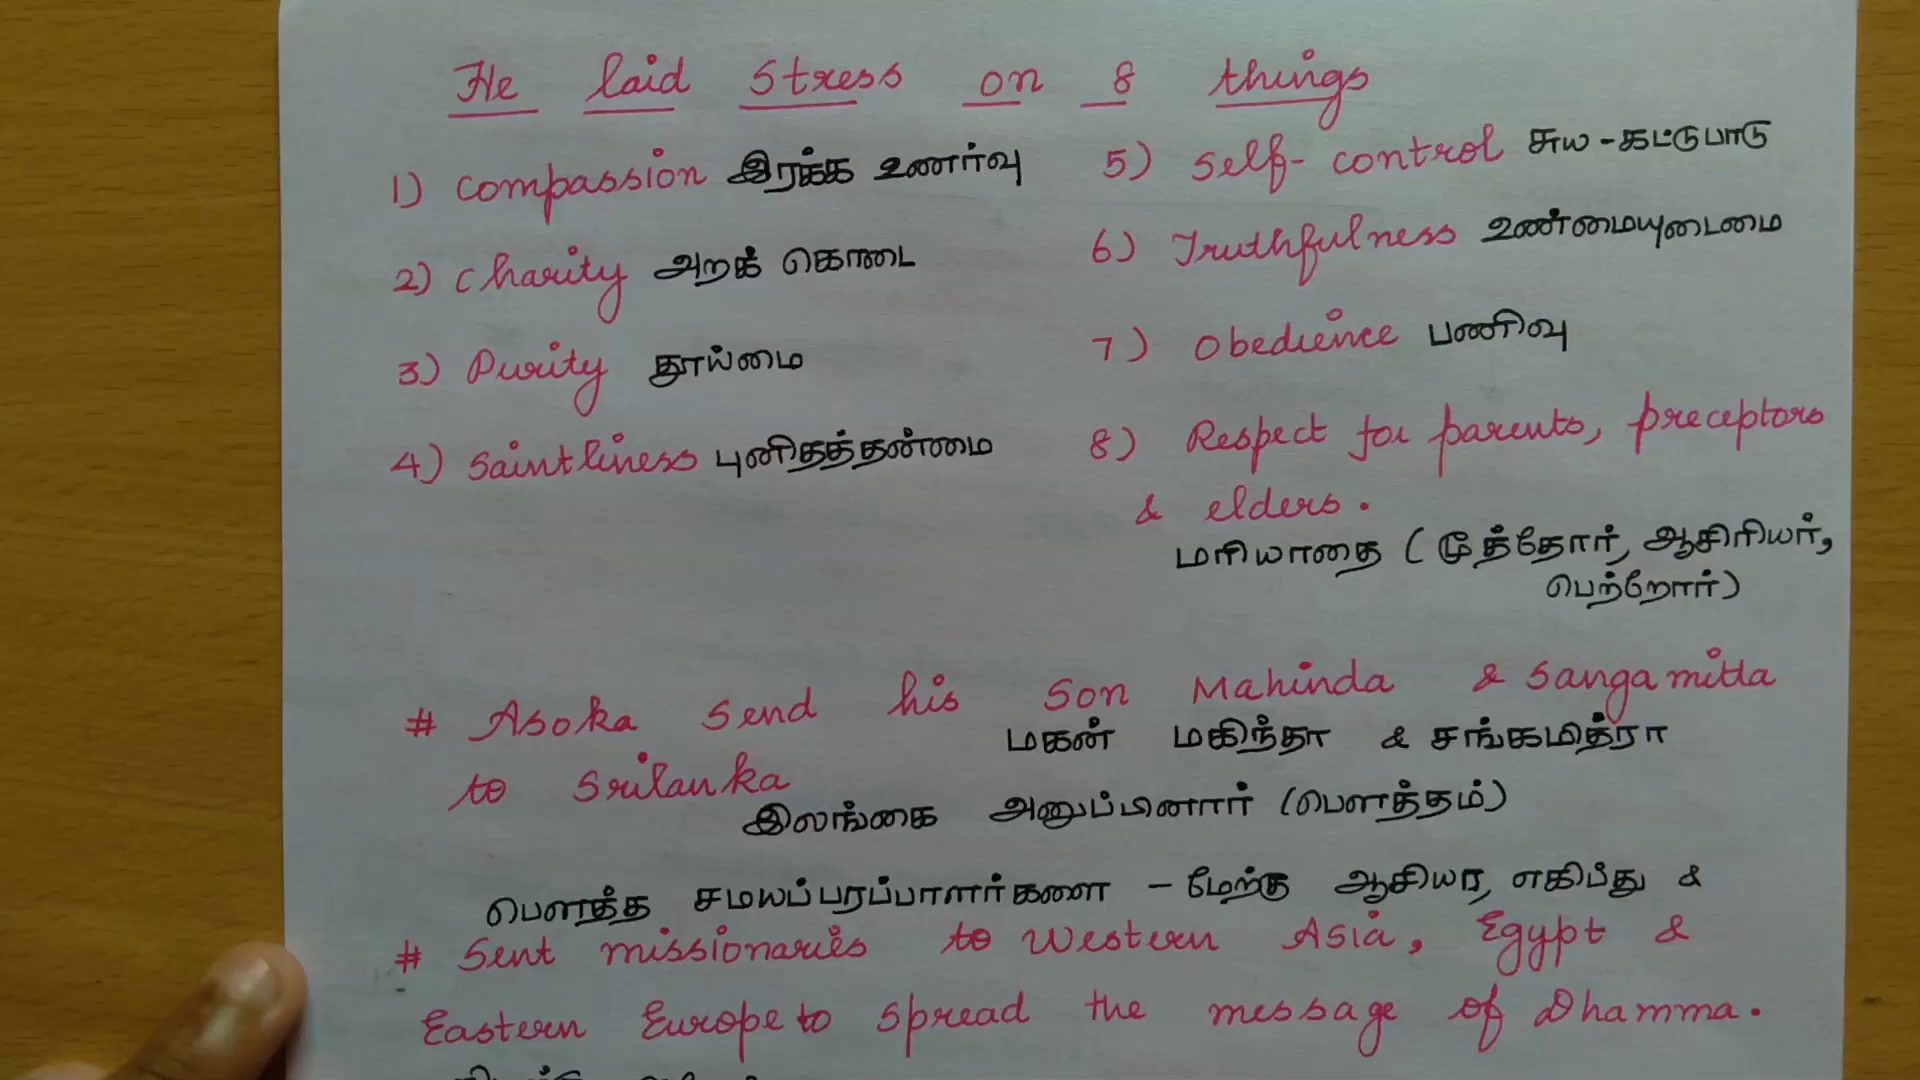 He laid Stress on 8 things
1) Compassion இரக்க உணர்வு
2) Charity அறக் கொடை
3) Purity தூய்மை
4) Saintliness புனிதத்தன்மை
5) Self-control சுய-கட்டுபாடு
6) Truthfulness உண்மையுடைமை
7) Obedience பணிவு
8) Respect for parents, preceptors
& elders.
மரியாதை (மூத்தோர், ஆசிரியர்,
பெற்றோர்)
# Asoka Send his Son Mahinda & Sangamitta
மகன் மகிந்தா & சங்கமித்ரா
to Srilanka
இலங்கை அனுப்பினார் (பௌத்தம்)
பௌத்த சமயப்பரப்பாளர்களை - மேற்கு ஆசியா, எகிப்து &
# Sent missionaries to Western Asia, Egypt &
Eastern Europe to Spread the message of Dhamma.